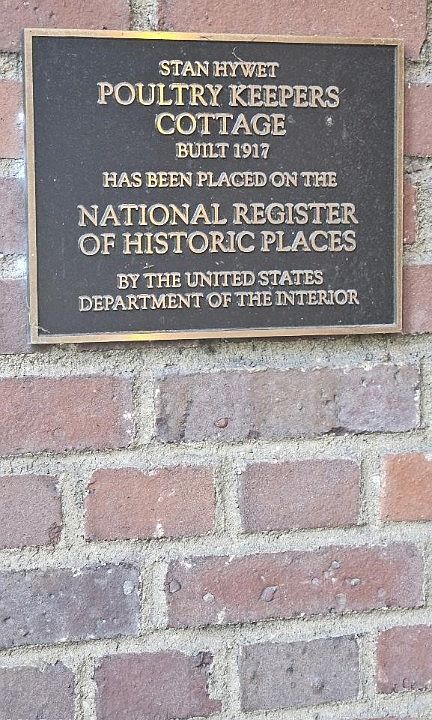 STAN HYWET
POULTRY KEEPERS
COTTAGE
BUILT 1917
HAS BEEN PLACED ON THE
NATIONAL REGISTER
OF HISTORIC PLACES
BY THE UNITED STATES
DEPARTMENT OF THE INTERIOR